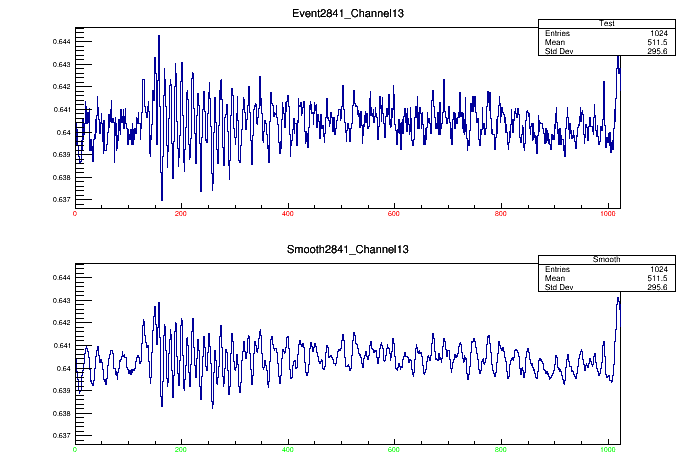 Event2841_Channel13
Test
Entries 1024
Mean 511.5
Std Dev 295.6
0.644
0.643
0.642
0.641
0.64
0.639
0.638
0.637
0 200 400 600 800 1000
Smooth2841_Channel13
Smooth
Entries 1024
Mean 511.5
Std Dev 295.6
0.644
0.643
0.642
0.641
0.64
0.639
0.638
0.637
0 200 400 600 800 1000